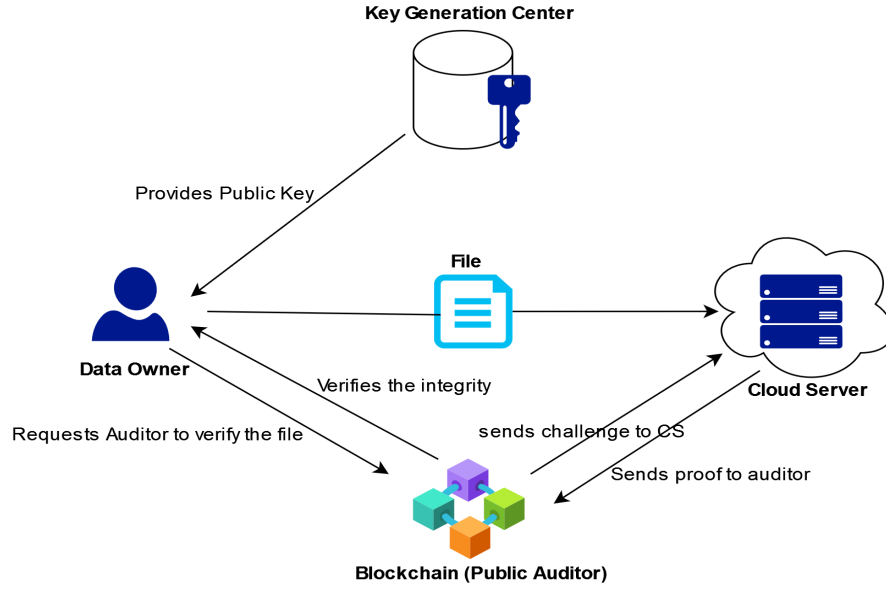 Key Generation Center
Provides Public Key
File
Data Owner
Cloud Server
Verifies the integrity
Requests Auditor to verify the file
sends challenge to CS
Sends proof to auditor
Blockchain (Public Auditor)